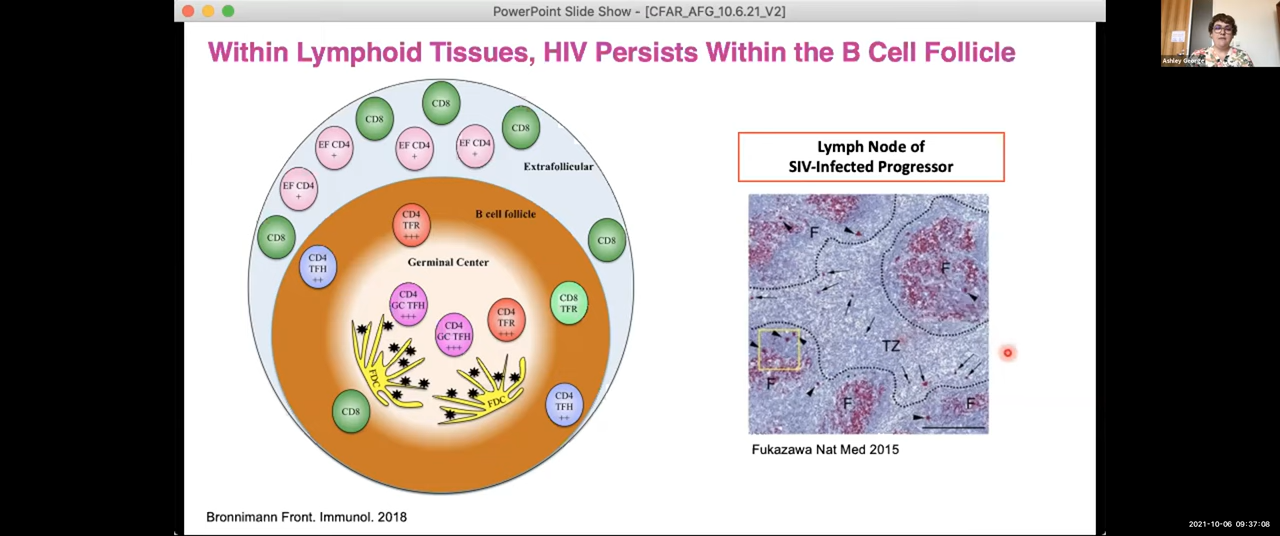 PowerPoint Slide Show - [CFAR_AFG_10.6.21_V2]
Within Lymphoid Tissues, HIV Persists Within the B Cell Follicle
CD8
CD8
CD8
EF CD4
+
EF CD4
+
EF CD4
+
Extrafollicular
EF CD4
+
B cell follicle
CD4
TFR
+++
CD8
CD8
CD4
TFH
++
Germinal Center
CD4
GC TFH
+++
CD4
TFR
+++
CD8
TFR
CD4
GC TFH
+++
FDC
FDC
CD8
CD4
TFH
++
Bronnimann Front. Immunol. 2018
Lymph Node of
SIV-Infected Progressor
F
F
TZ
F
F
F
Fukazawa Nat Med 2015
Ashley George
2021-10-06 09:37:08